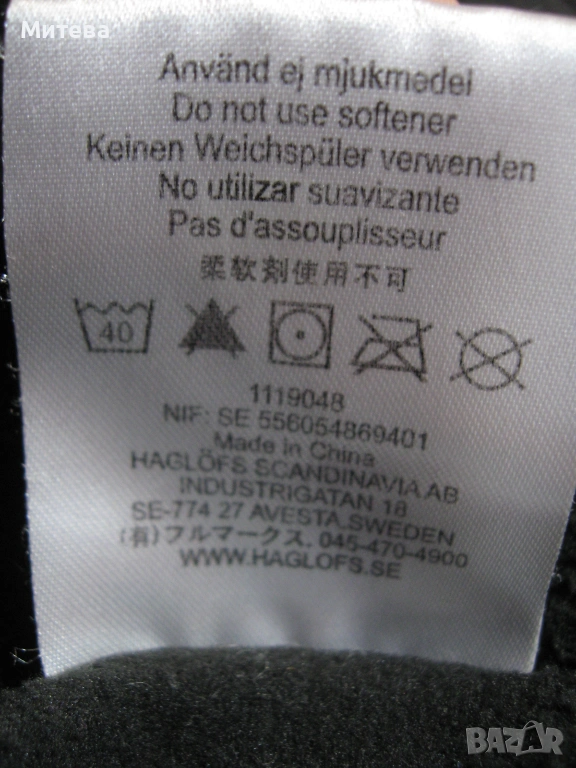 Митева
Använd ej mjukmedel
Do not use softener
Keinen Weichspüler verwenden
No utilizar suavizante
Pas d'assouplisseur
柔软剤使用不可
40
1119048
NIF: SE 556054869401
Made in China
HAGLÖFS SCANDINAVIA AB
INDUSTRIGATAN 18
SE-774 27 AVESTA, SWEDEN
(有)フルマークス. 045-470-4900
WWW.HAGLOFS.SE
BAZAR